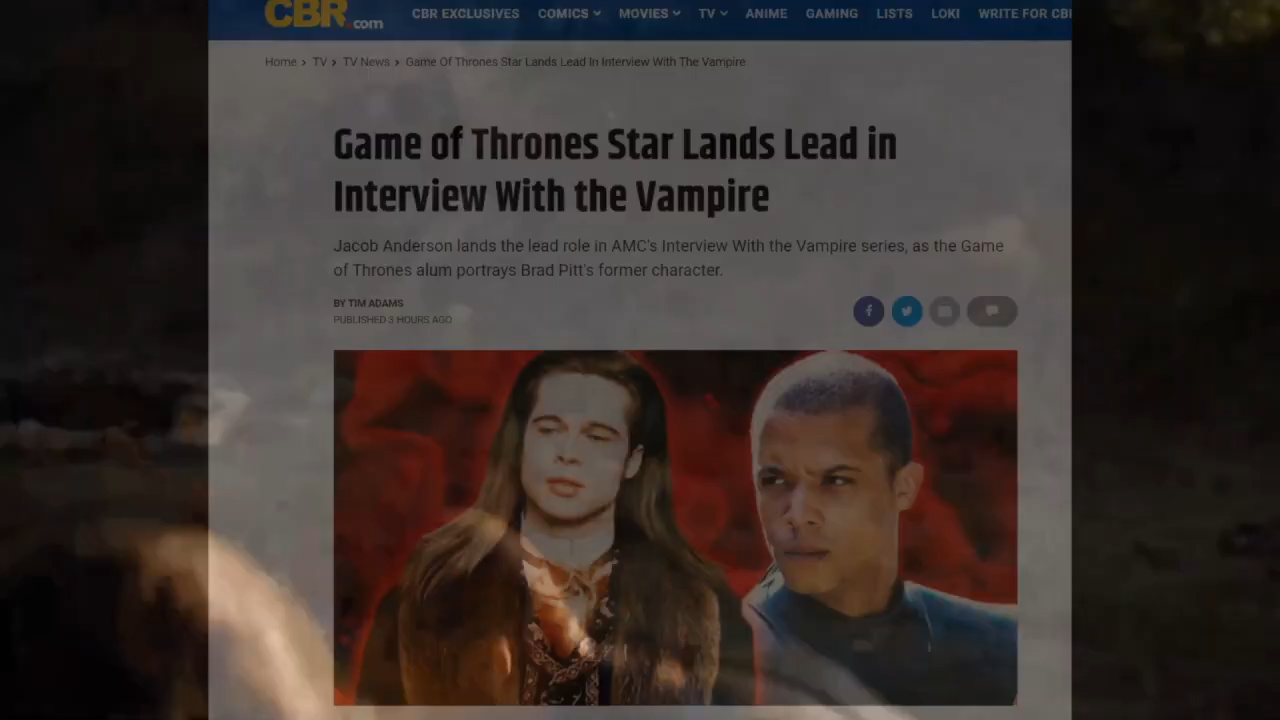 CBR.com
CBR EXCLUSIVES COMICS MOVIES TV ANIME GAMING LISTS LOKI WRITE FOR CBR
Home > TV > TV News > Game Of Thrones Star Lands Lead In Interview With The Vampire
Game of Thrones Star Lands Lead in
Interview With the Vampire
Jacob Anderson lands the lead role in AMC's Interview With the Vampire series, as the Game
of Thrones alum portrays Brad Pitt's former character.
BY TIM ADAMS
PUBLISHED 3 HOURS AGO